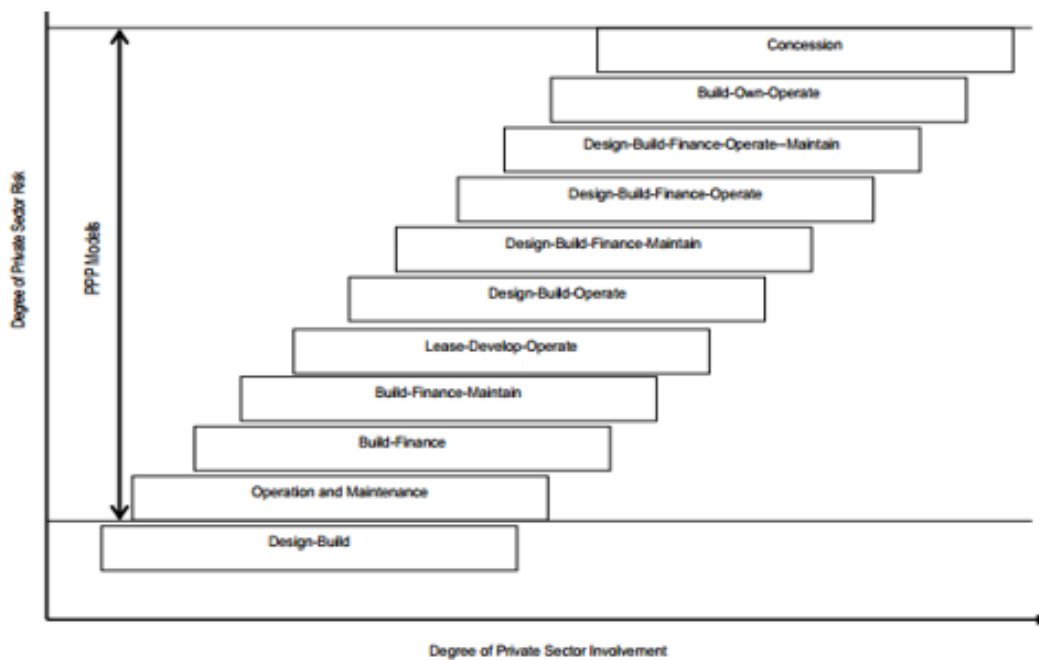 Concession
Build-Own-Operate
Design-Build-Finance-Operate–Maintain
Design-Build-Finance-Operate
Design-Build-Finance-Maintain
Design-Build-Operate
Lease-Develop-Operate
Build-Finance-Maintain
Build-Finance
Operation and Maintenance
Design-Build
Degree of Private Sector Risk
PPP Models
Degree of Private Sector Involvement